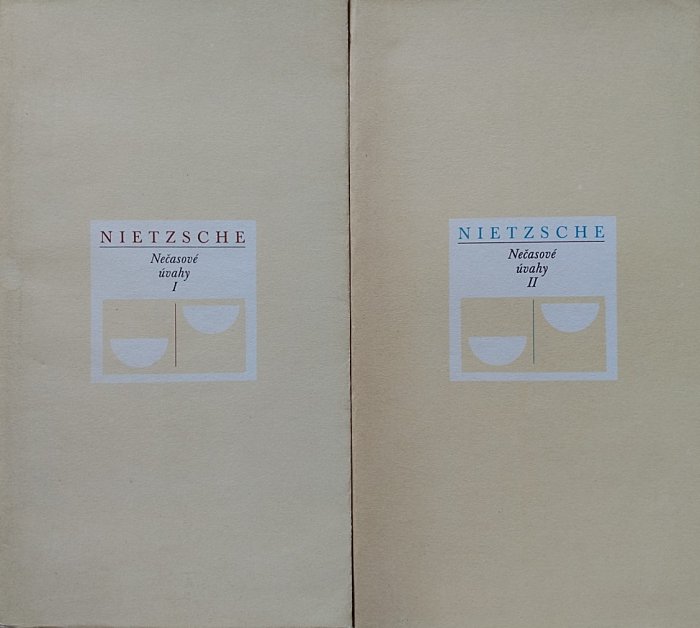 NIETZSCHE
Nečasové
úvahy
I
NIETZSCHE
Nečasové
úvahy
II